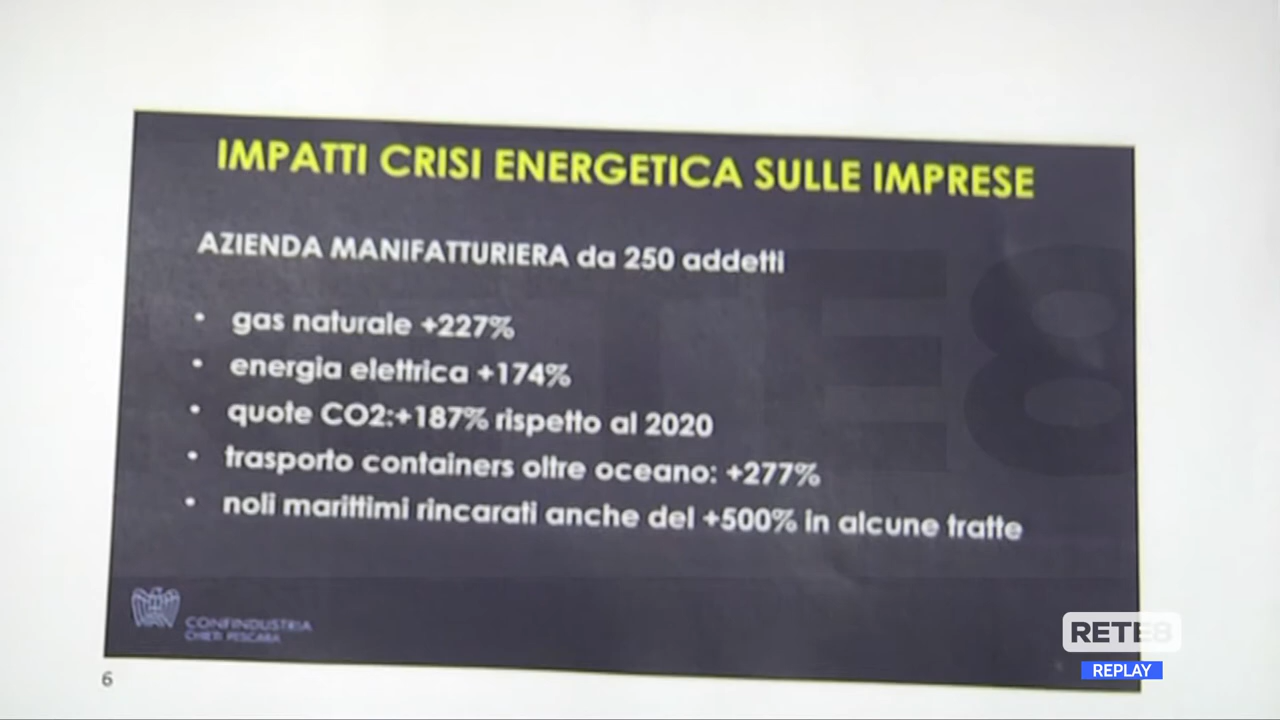 IMPATTI CRISI ENERGETICA SULLE IMPRESE
AZIENDA MANIFATTURIERA da 250 addetti
• gas naturale +227%
• energia elettrica +174%
• quote CO2:+187% rispetto al 2020
• trasporto containers oltre oceano: +277%
• noli marittimi rincarati anche del +500% in alcune tratte
CONFINDUSTRIA
CHIETI PESCARA
6
RETE8
REPLAY